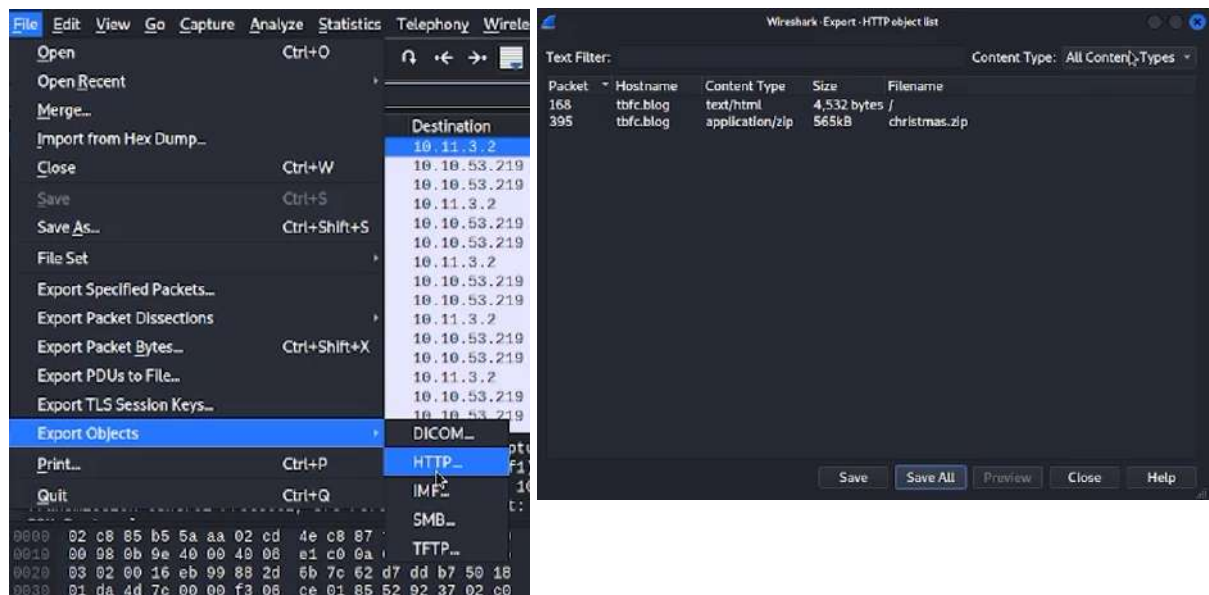 File Edit View Go Capture Analyze Statistics Telephony Wirele
Open Ctrl+O
Open Recent
Merge...
Import from Hex Dump...
Close Ctrl+W
Save Ctrl+S
Save As... Ctrl+Shift+S
File Set
Export Specified Packets...
Export Packet Dissections
Export Packet Bytes... Ctrl+Shift+X
Export PDUs to File...
Export TLS Session Keys...
Export Objects
Print... Ctrl+P
Quit Ctrl+Q
Destination
10.11.3.2
10.10.53.219
10.10.53.219
10.11.3.2
10.10.53.219
10.10.53.219
10.11.3.2
10.10.53.219
10.10.53.219
10.11.3.2
10.10.53.219
10.10.53.219
10.11.3.2
10.10.53.219
10.10.53.219
DICOM...
HTTP...
IMF...
SMB...
TFTP...
0000 02 c8 85 b5 5a aa 02 cd 4e c8 87
0010 00 98 0b 9e 40 00 40 06 e1 c0 0a
0020 03 02 00 16 eb 99 88 2d 6b 7c 62 d7 dd b7 50 18
0030 01 da 4d 7c 00 00 f3 06 ce 01 85 52 92 37 02 c0
Wireshark · Export · HTTP object list
Text Filter: Content Type: All Content-Types
Packet Hostname Content Type Size Filename
168 tbfc.blog text/html 4,532 bytes /
395 tbfc.blog application/zip 565kB christmas.zip
Save Save All Preview Close Help